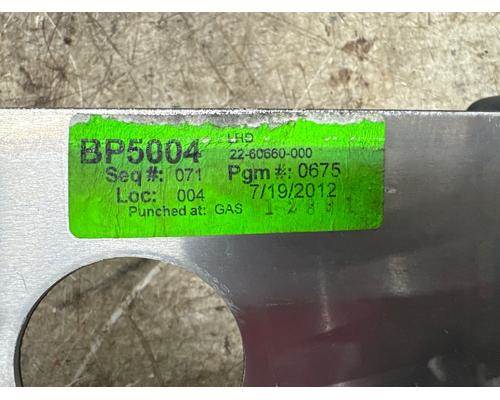 LHD
BP5004 22-60660-000
Seq #: 071 Pgm #: 0675
Loc: 004 7/19/2012
Punched at: GAS